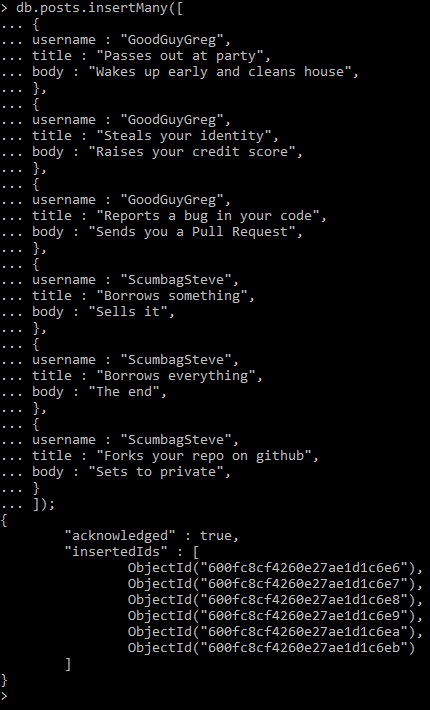 > db.posts.insertMany([
... {
... username : "GoodGuyGreg",
... title : "Passes out at party",
... body : "Wakes up early and cleans house",
... },
... {
... username : "GoodGuyGreg",
... title : "Steals your identity",
... body : "Raises your credit score",
... },
... {
... username : "GoodGuyGreg",
... title : "Reports a bug in your code",
... body : "Sends you a Pull Request",
... },
... {
... username : "ScumbagSteve",
... title : "Borrows something",
... body : "Sells it",
... },
... {
... username : "ScumbagSteve",
... title : "Borrows everything",
... body : "The end",
... },
... {
... username : "ScumbagSteve",
... title : "Forks your repo on github",
... body : "Sets to private",
... }
... ]);
{
        "acknowledged" : true,
        "insertedIds" : [
                ObjectId("600fc8cf4260e27ae1d1c6e6"),
                ObjectId("600fc8cf4260e27ae1d1c6e7"),
                ObjectId("600fc8cf4260e27ae1d1c6e8"),
                ObjectId("600fc8cf4260e27ae1d1c6e9"),
                ObjectId("600fc8cf4260e27ae1d1c6ea"),
                ObjectId("600fc8cf4260e27ae1d1c6eb")
        ]
}
>